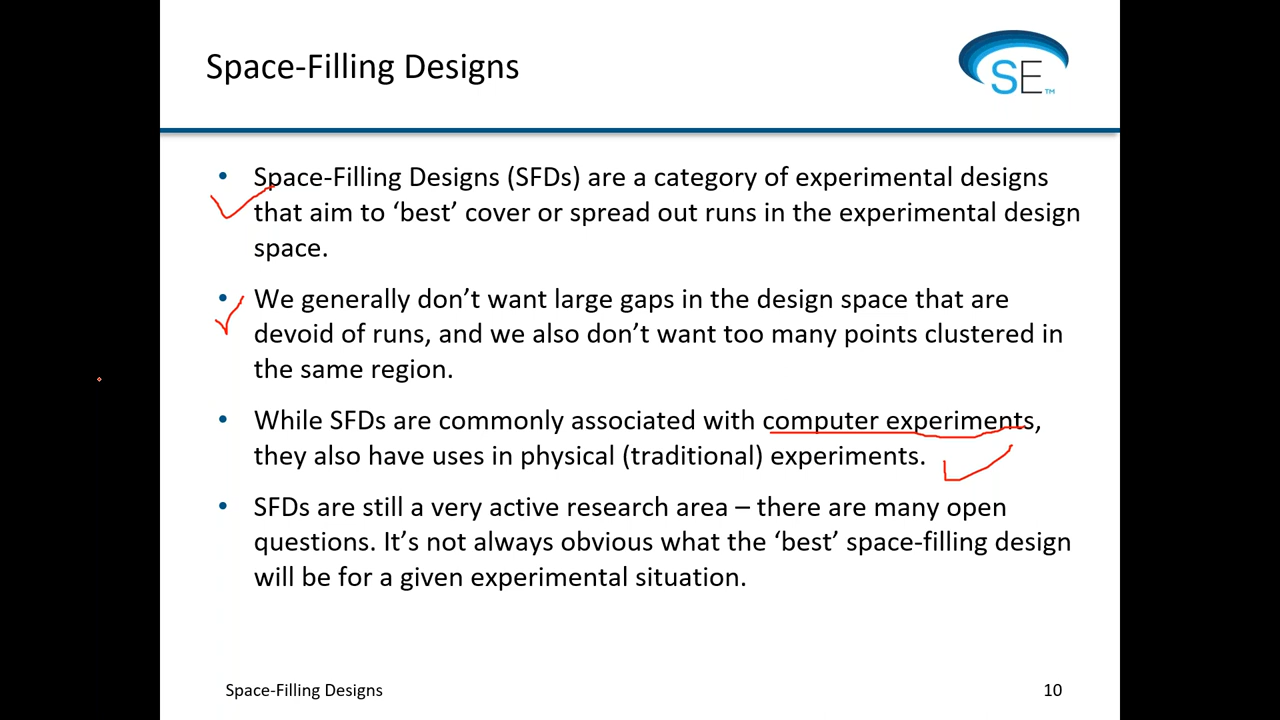 Space-Filling Designs
SE™
• Space-Filling Designs (SFDs) are a category of experimental designs
that aim to ‘best’ cover or spread out runs in the experimental design
space.
• We generally don’t want large gaps in the design space that are
devoid of runs, and we also don’t want too many points clustered in
the same region.
• While SFDs are commonly associated with computer experiments,
they also have uses in physical (traditional) experiments.
• SFDs are still a very active research area – there are many open
questions. It’s not always obvious what the ‘best’ space-filling design
will be for a given experimental situation.
Space-Filling Designs
10